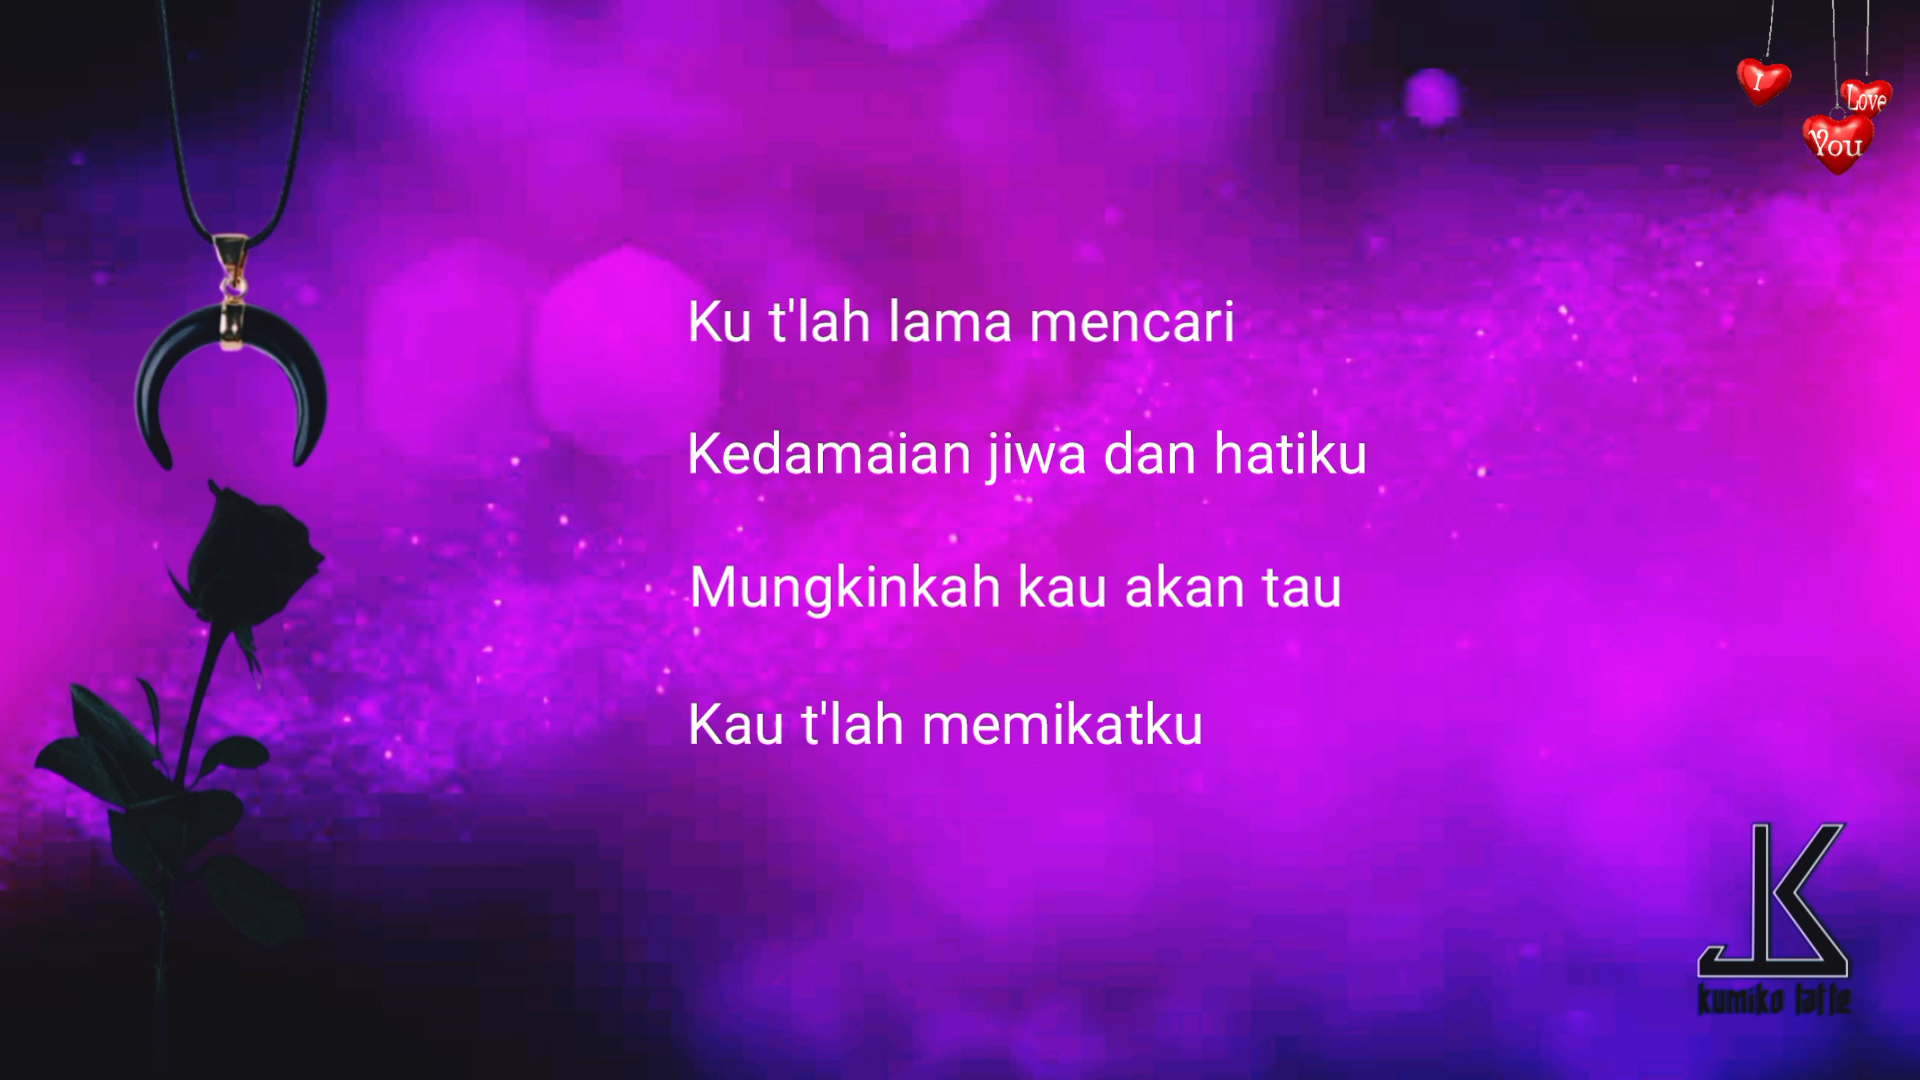 I
Love
You
Ku t'lah lama mencari
Kedamaian jiwa dan hatiku
Mungkinkah kau akan tau
Kau t'lah memikatku
K
kumiko latte